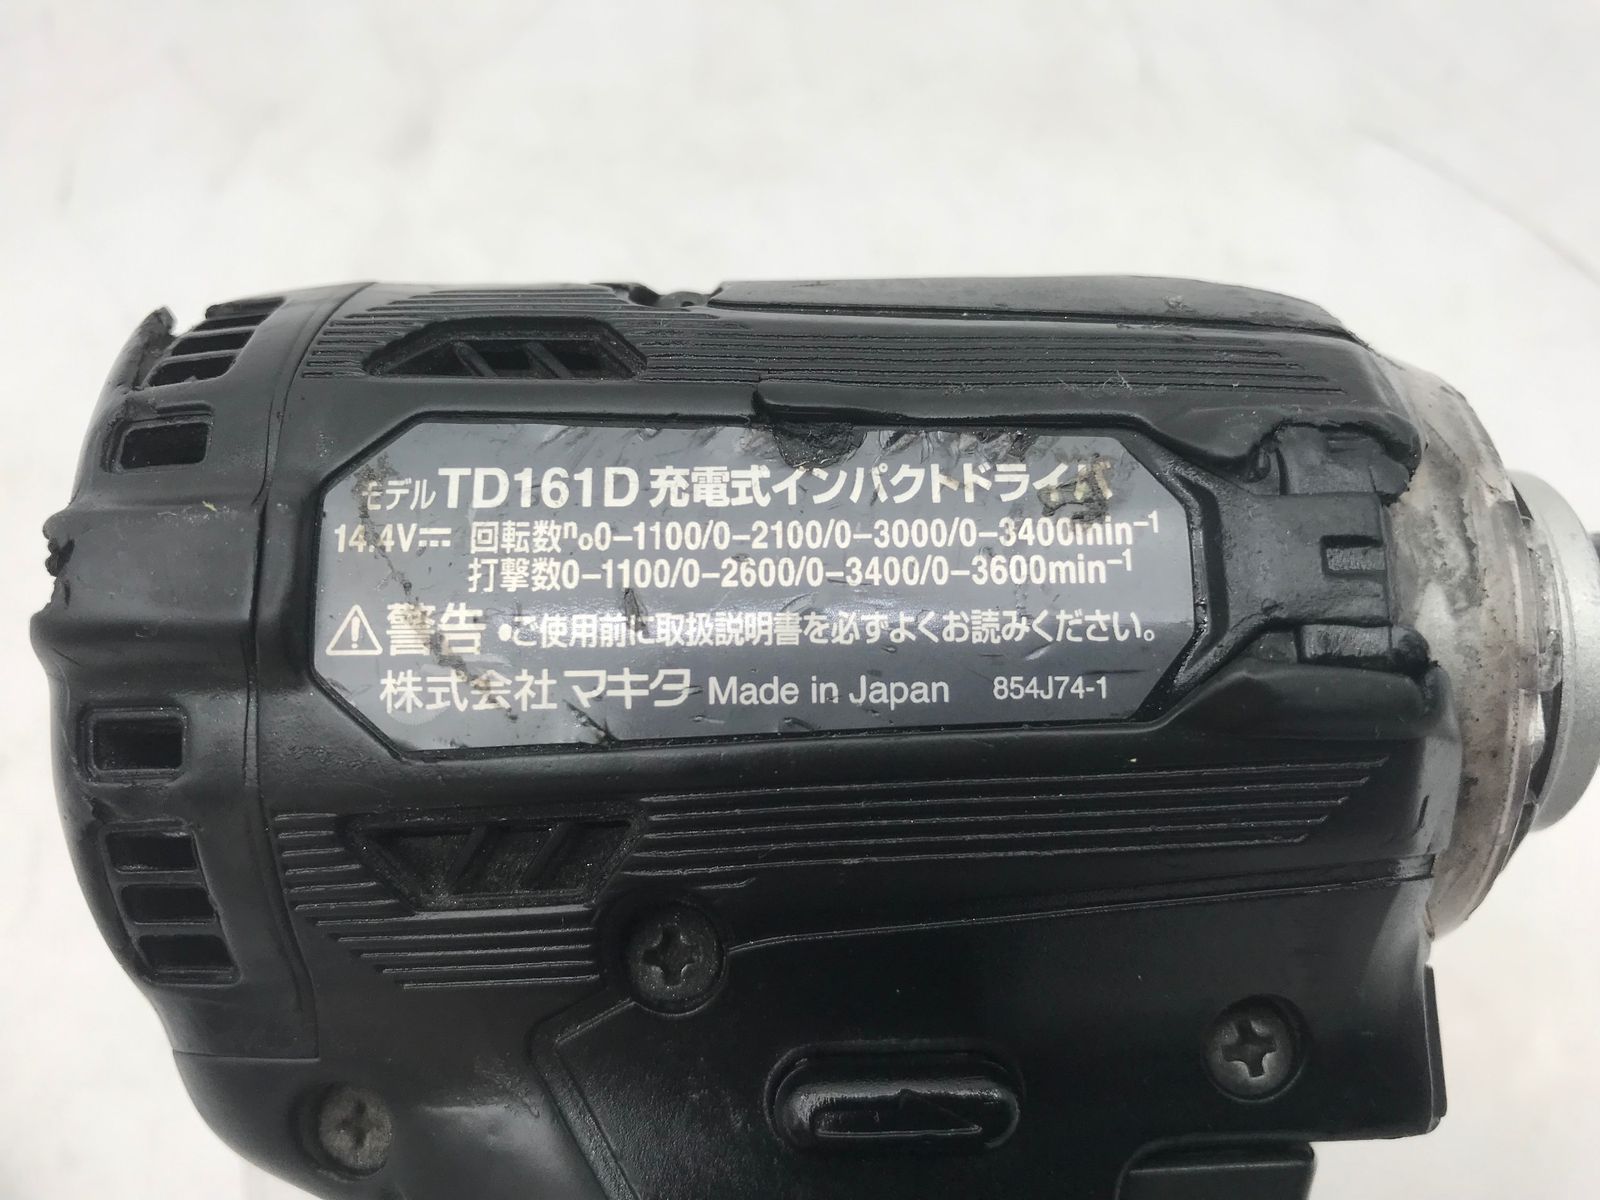 モデル TD161D 充電式インパクトドライバ
14.4V⎓ 回転数n₀0-1100/0-2100/0-3000/0-3400min⁻¹
打撃数0-1100/0-2600/0-3400/0-3600min⁻¹
⚠警告 •ご使用前に取扱説明書を必ずよくお読みください。
株式会社 マキタ Made in Japan 854J74-1